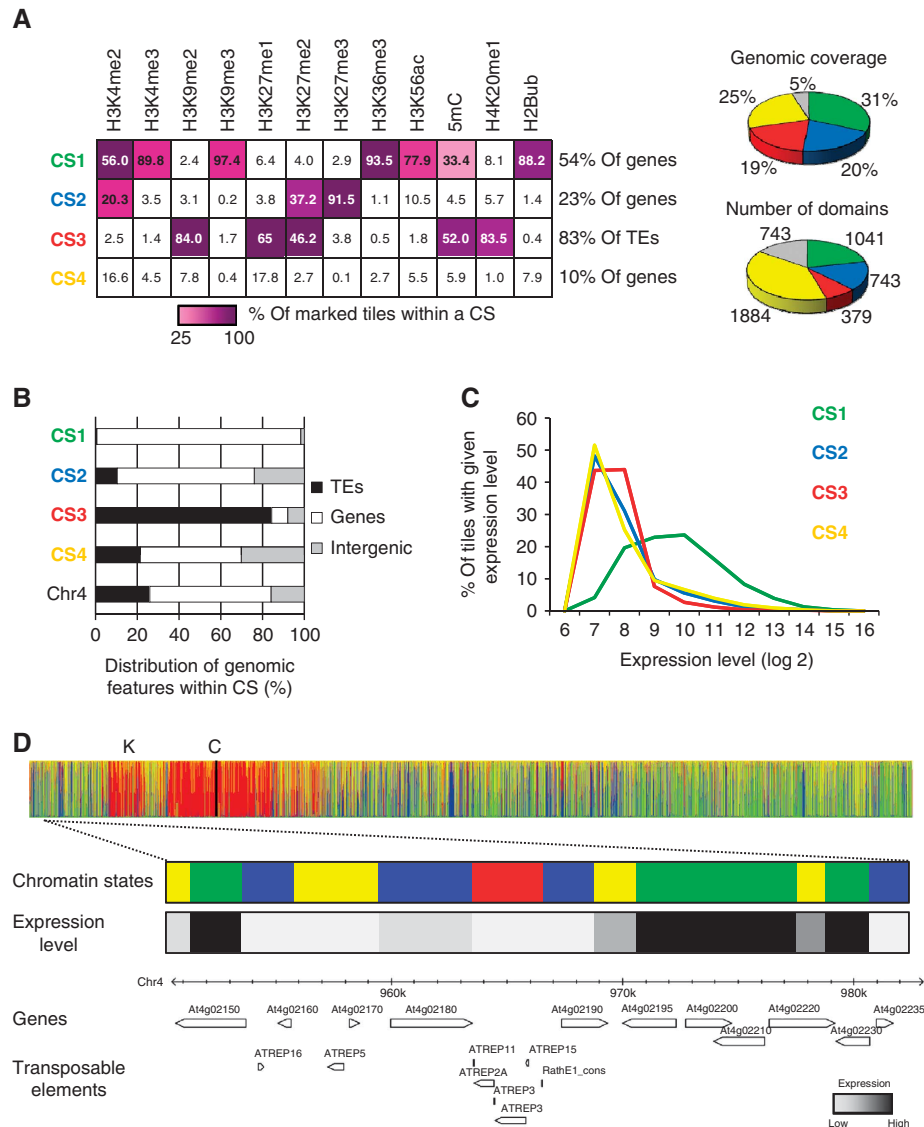 A
H3K4me2 H3K4me3 H3K9me2 H3K9me3 H3K27me1 H3K27me2 H3K27me3 H3K36me3 H3K56ac 5mC H4K20me1 H2Bub
CS1 56.0 89.8 2.4 97.4 6.4 4.0 2.9 93.5 77.9 33.4 8.1 88.2 54% Of genes
CS2 20.3 3.5 3.1 0.2 3.8 37.2 91.5 1.1 10.5 4.5 5.7 1.4 23% Of genes
CS3 2.5 1.4 84.0 1.7 65 46.2 3.8 0.5 1.8 52.0 83.5 0.4 83% Of TEs
CS4 16.6 4.5 7.8 0.4 17.8 2.7 0.1 2.7 5.5 5.9 1.0 7.9 10% Of genes
% Of marked tiles within a CS
25 100
Genomic coverage
5%
25% 31%
19% 20%
Number of domains
743 1041
743
1884 379
B
CS1
CS2
CS3
CS4
Chr4
0 20 40 60 80 100
Distribution of genomic
features within CS (%)
TEs
Genes
Intergenic
C
% Of tiles with given
expression level
60
50
40
30
20
10
0
6 7 8 9 10 11 12 13 14 15 16
Expression level (log 2)
CS1
CS2
CS3
CS4
D
K C
Chromatin states
Expression
level
Chr4
960k 970k 980k
Genes
At4g02150 At4g02160 At4g02170 At4g02180 At4g02190 At4g02195 At4g02200 At4g02220 At4g02235
At4g02210 At4g02230
Transposable
elements
ATREP16 ATREP5 ATREP11 ATREP15
ATREP2A RathE1_cons
ATREP3
ATREP3
Expression
Low High